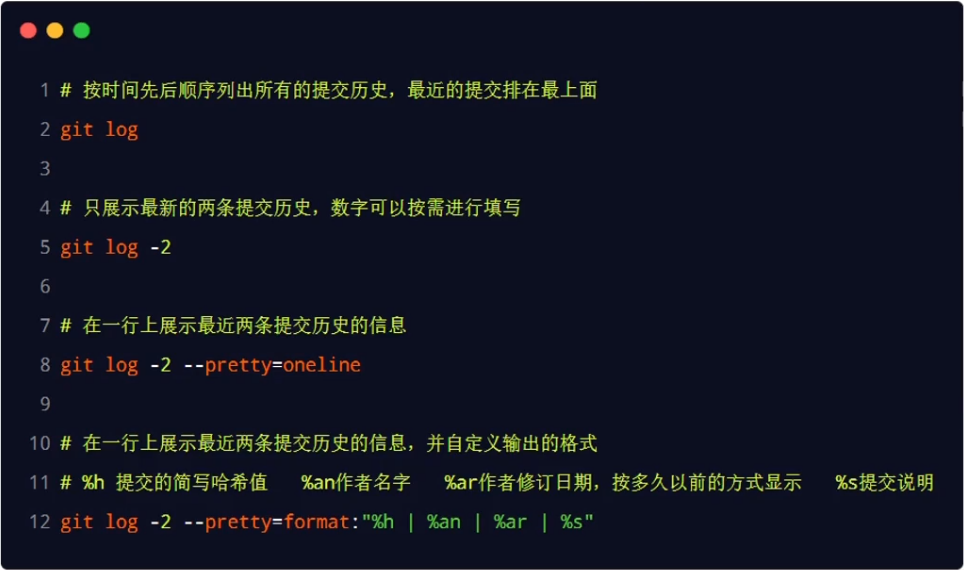 1 # 按时间先后顺序列出所有的提交历史，最近的提交排在最上面
2 git log
3
4 # 只展示最新的两条提交历史，数字可以按需进行填写
5 git log -2
6
7 # 在一行上展示最近两条提交历史的信息
8 git log -2 --pretty=oneline
9
10 # 在一行上展示最近两条提交历史的信息，并自定义输出的格式
11 # %h 提交的简写哈希值   %an作者名字   %ar作者修订日期，按多久以前的方式显示   %s提交说明
12 git log -2 --pretty=format:"%h | %an | %ar | %s"